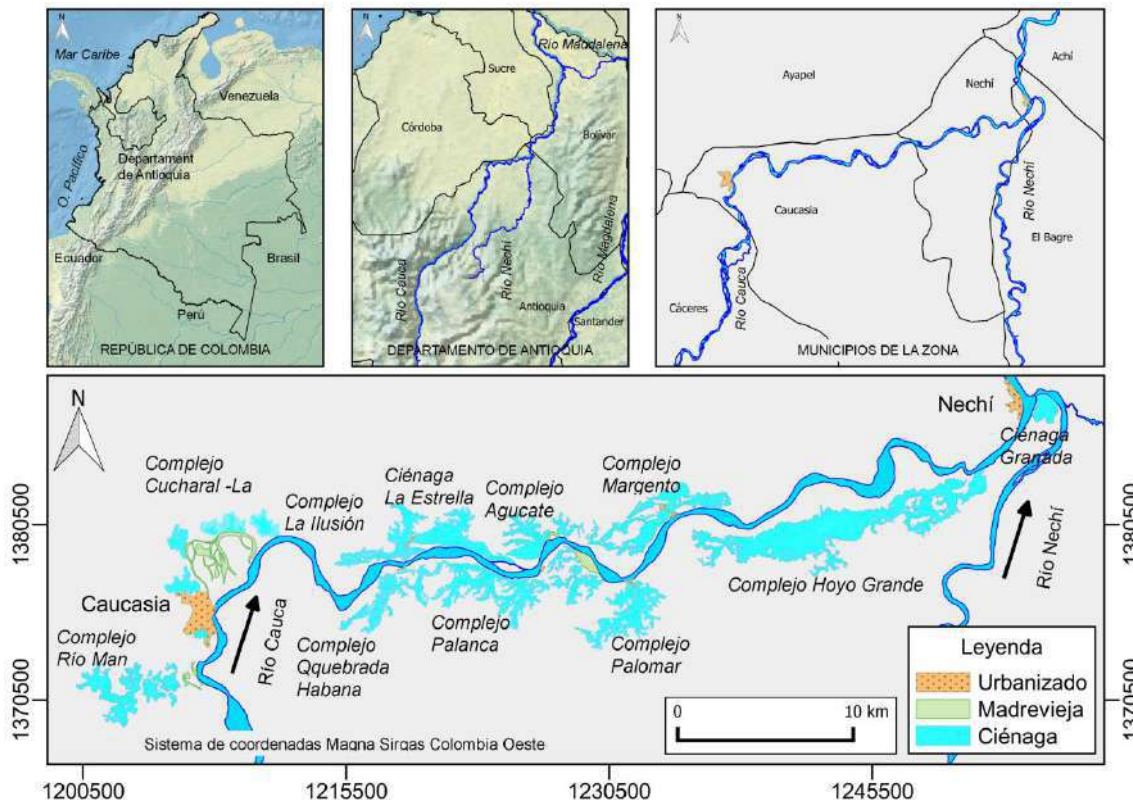 N
Mar Caribe
Venezuela
O. Pacífico
Departament
de Antioquia
Ecuador
Brasil
Perú
REPÚBLICA DE COLOMBIA
N
Río Magdalena
Sucre
Córdoba
Bolívar
Río Cauca
Río Nechí
Río Magdalena
Antioquia
Santander
DEPARTAMENTO DE ANTIOQUIA
N
Achí
Ayapel
Nechí
Caucasia
Río Nechí
El Bagre
Río Cauca
Cáceres
MUNICIPIOS DE LA ZONA
N
Nechí
Ciénaga
Granada
Complejo
Cucharal -La
Complejo
La Ilusión
Ciénaga
La Estrella
Complejo
Agucate
Complejo
Margento
1380500
1380500
Caucasia
Complejo
Río Man
Río Cauca
Complejo
Qquebrada
Habana
Complejo
Palanca
Complejo
Palomar
Complejo Hoyo Grande
Río Nechí
Leyenda
Urbanizado
Madrevieja
Ciénaga
1370500
1370500
0 10 km
Sistema de coordenadas Magna Sirgas Colombia Oeste
1200500 1215500 1230500 1245500